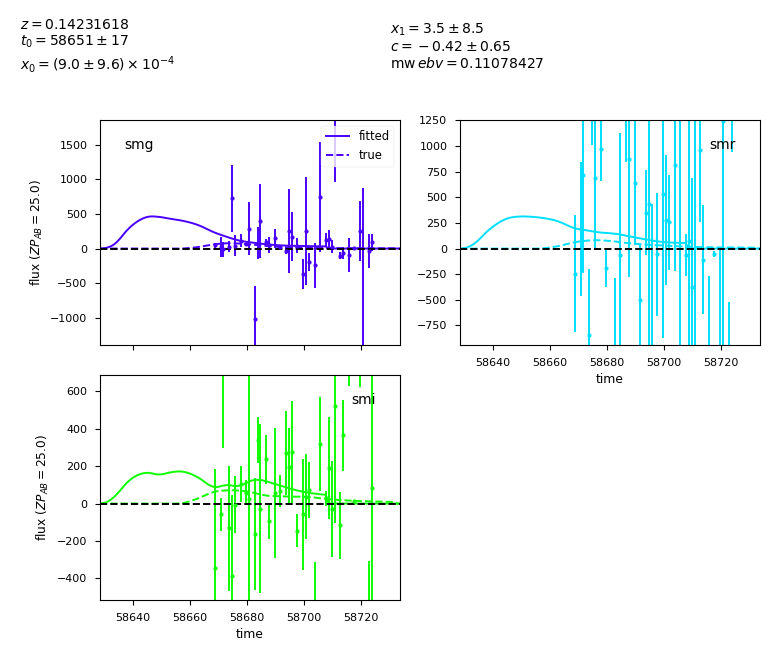 z = 0.14231618
t₀ = 58651 ± 17
x₀ = (9.0 ± 9.6) × 10⁻⁴
x₁ = 3.5 ± 8.5
c = −0.42 ± 0.65
mw ebv = 0.11078427
smg
fitted
true
flux (ZP_AB = 25.0)
1500
1000
500
0
−500
−1000
smr
1250
1000
750
500
250
0
−250
−500
−750
58640 58660 58680 58700 58720
time
smi
flux (ZP_AB = 25.0)
600
400
200
0
−200
−400
58640 58660 58680 58700 58720
time